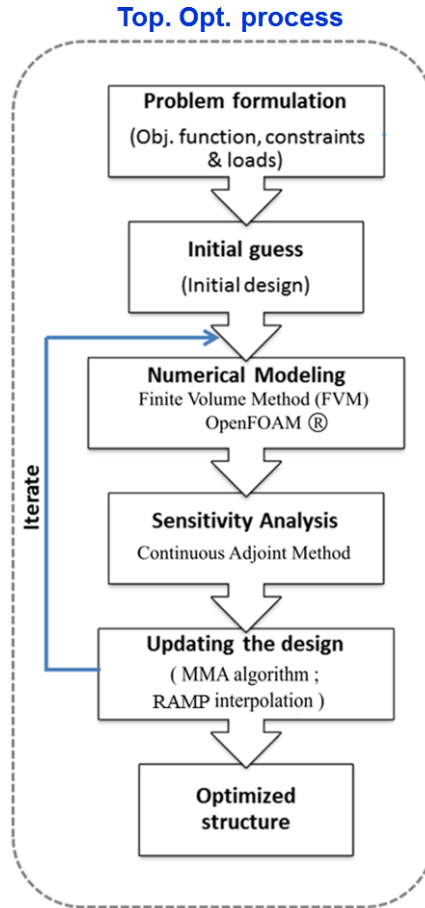 Top. Opt. process
Problem formulation
(Obj. function, constraints
& loads)
Initial guess
(Initial design)
Numerical Modeling
Finite Volume Method (FVM)
OpenFOAM ®
Iterate
Sensitivity Analysis
Continuous Adjoint Method
Updating the design
( MMA algorithm ;
RAMP interpolation )
Optimized
structure